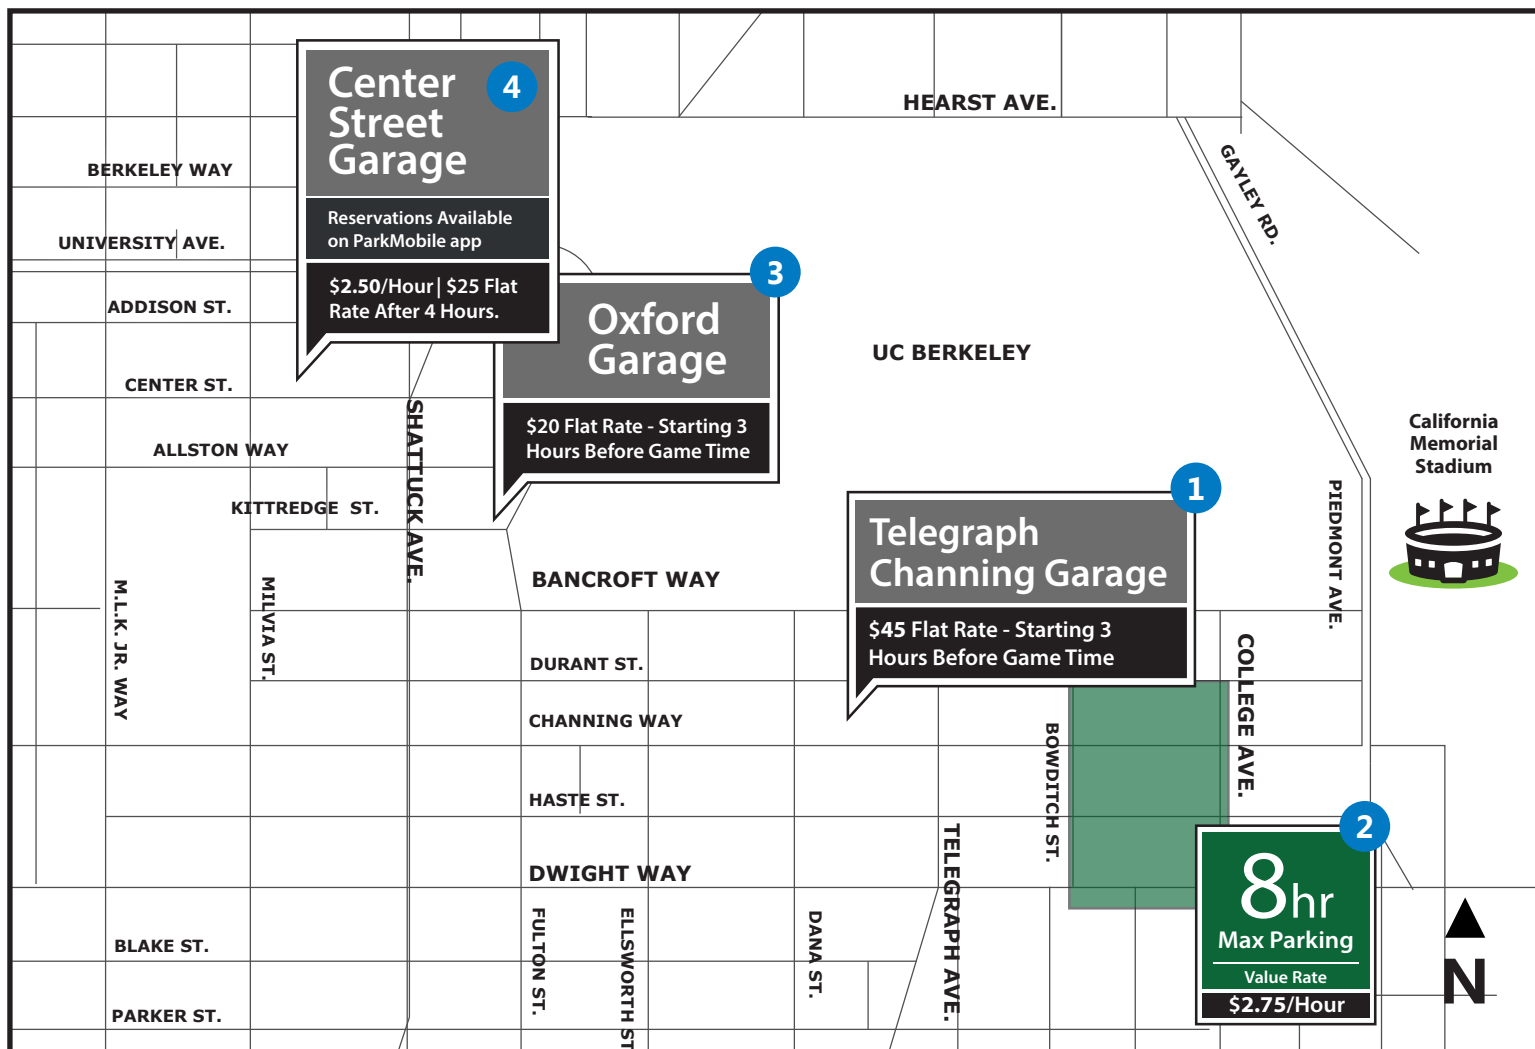 Center
Street
Garage
4
Reservations Available
on ParkMobile app
$2.50/Hour | $25 Flat
Rate After 4 Hours.
3
Oxford
Garage
$20 Flat Rate - Starting 3
Hours Before Game Time
1
Telegraph
Channing Garage
$45 Flat Rate - Starting 3
Hours Before Game Time
2
8hr
Max Parking
Value Rate
$2.75/Hour
HEARST AVE.
GAYLEY RD.
BERKELEY WAY
UNIVERSITY AVE.
ADDISON ST.
CENTER ST.
ALLSTON WAY
KITTREDGE ST.
UC BERKELEY
California
Memorial
Stadium
SHATTUCK AVE.
PIEDMONT AVE.
BANCROFT WAY
M.L.K. JR. WAY
MILVIA ST.
DURANT ST.
COLLEGE AVE.
CHANNING WAY
BOWDITCH ST.
HASTE ST.
DWIGHT WAY
TELEGRAPH AVE.
FULTON ST.
ELLSWORTH ST
DANA ST.
BLAKE ST.
PARKER ST.
N